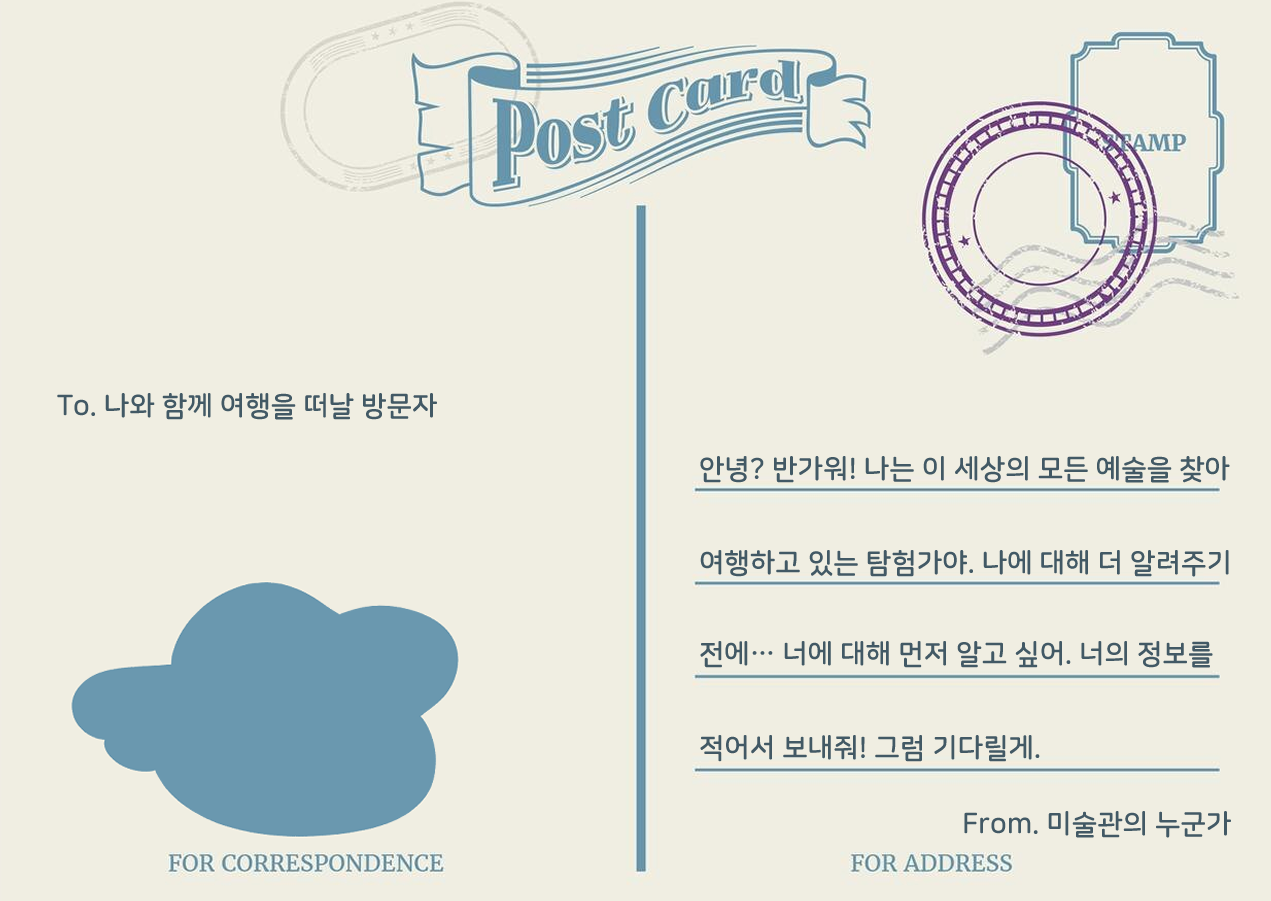 Post Card
STAMP
To. 나와 함께 여행을 떠날 방문자
안녕? 반가워! 나는 이 세상의 모든 예술을 찾아
여행하고 있는 탐험가야. 나에 대해 더 알려주기
전에… 너에 대해 먼저 알고 싶어. 너의 정보를
적어서 보내줘! 그럼 기다릴게.
From. 미술관의 누군가
FOR CORRESPONDENCE
FOR ADDRESS